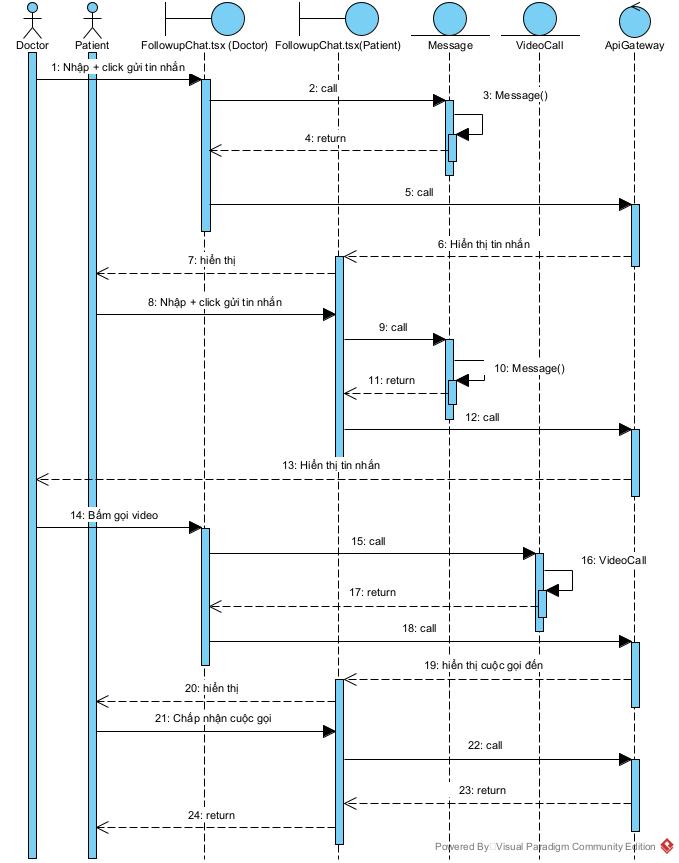 Doctor
Patient
FollowupChat.tsx (Doctor)
FollowupChat.tsx(Patient)
Message
VideoCall
ApiGateway
1: Nhập + click gửi tin nhắn
2: call
3: Message()
4: return
5: call
6: Hiển thị tin nhắn
7: hiển thị
8: Nhập + click gửi tin nhắn
9: call
10: Message()
11: return
12: call
13: Hiển thị tin nhắn
14: Bấm gọi video
15: call
16: VideoCall
17: return
18: call
19: hiển thị cuộc gọi đến
20: hiển thị
21: Chấp nhận cuộc gọi
22: call
23: return
24: return
Powered By Visual Paradigm Community Edition